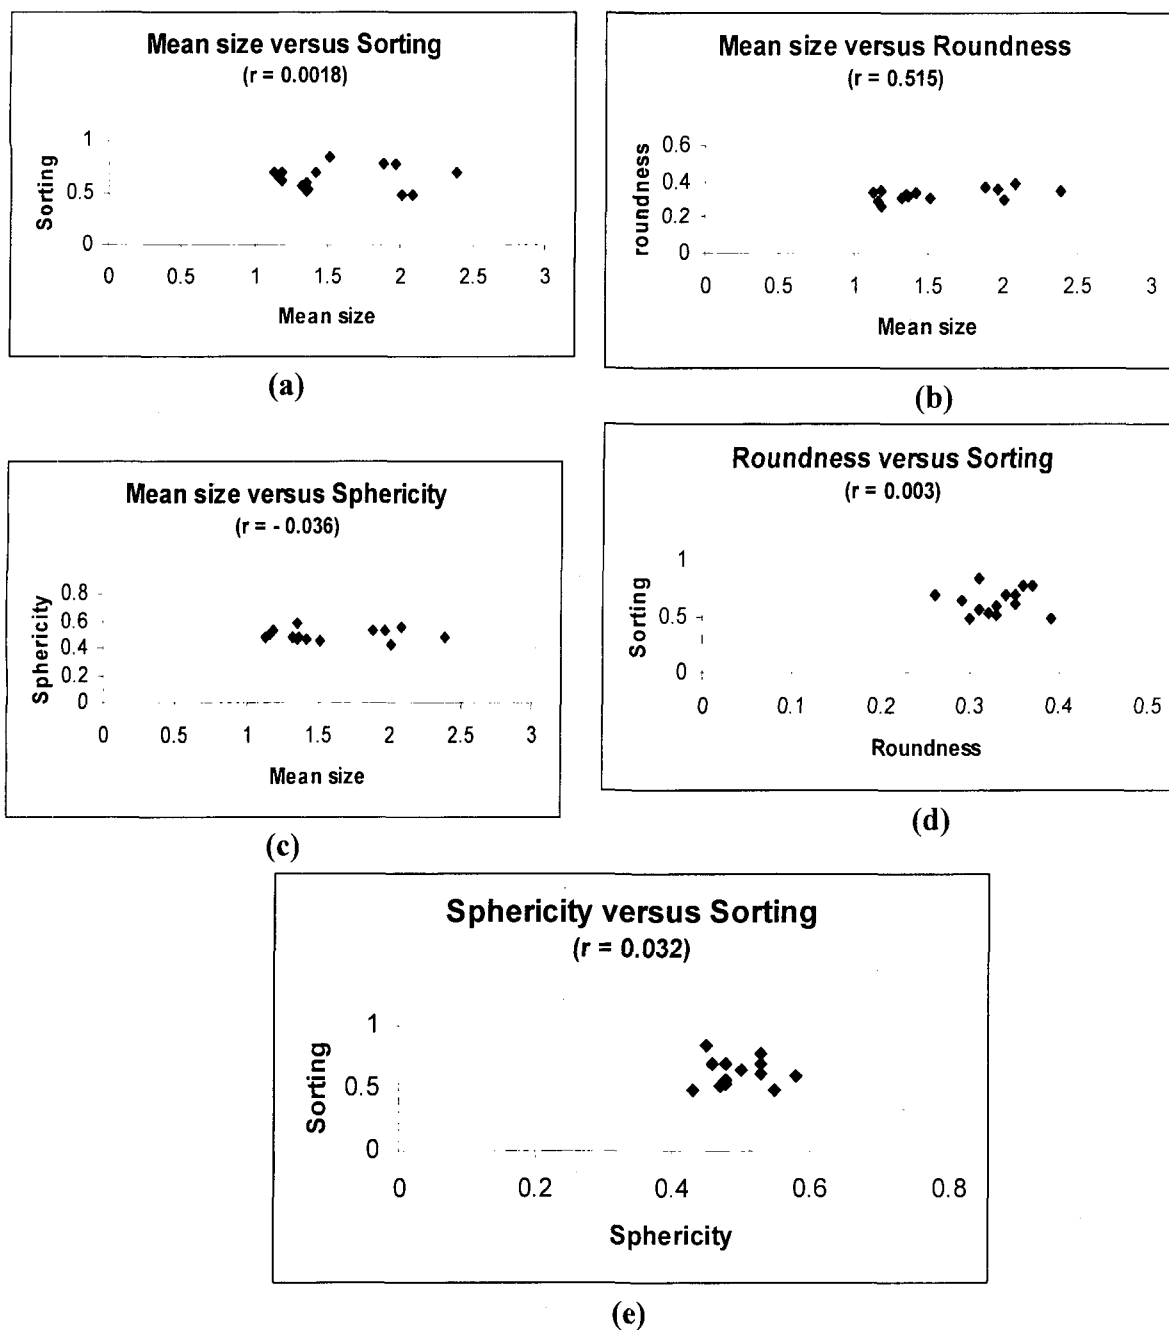 Mean size versus Sorting
(r = 0.0018)
Sorting
1
0.5
0
0 0.5 1 1.5 2 2.5 3
Mean size
(a)
Mean size versus Roundness
(r = 0.515)
roundness
0.6
0.4
0.2
0
0 0.5 1 1.5 2 2.5 3
Mean size
(b)
Mean size versus Sphericity
(r = - 0.036)
Sphericity
0.8
0.6
0.4
0.2
0
0 0.5 1 1.5 2 2.5 3
Mean size
(c)
Roundness versus Sorting
(r = 0.003)
Sorting
1
0.5
0
0 0.1 0.2 0.3 0.4 0.5
Roundness
(d)
Sphericity versus Sorting
(r = 0.032)
Sorting
1
0.5
0
0 0.2 0.4 0.6 0.8
Sphericity
(e)